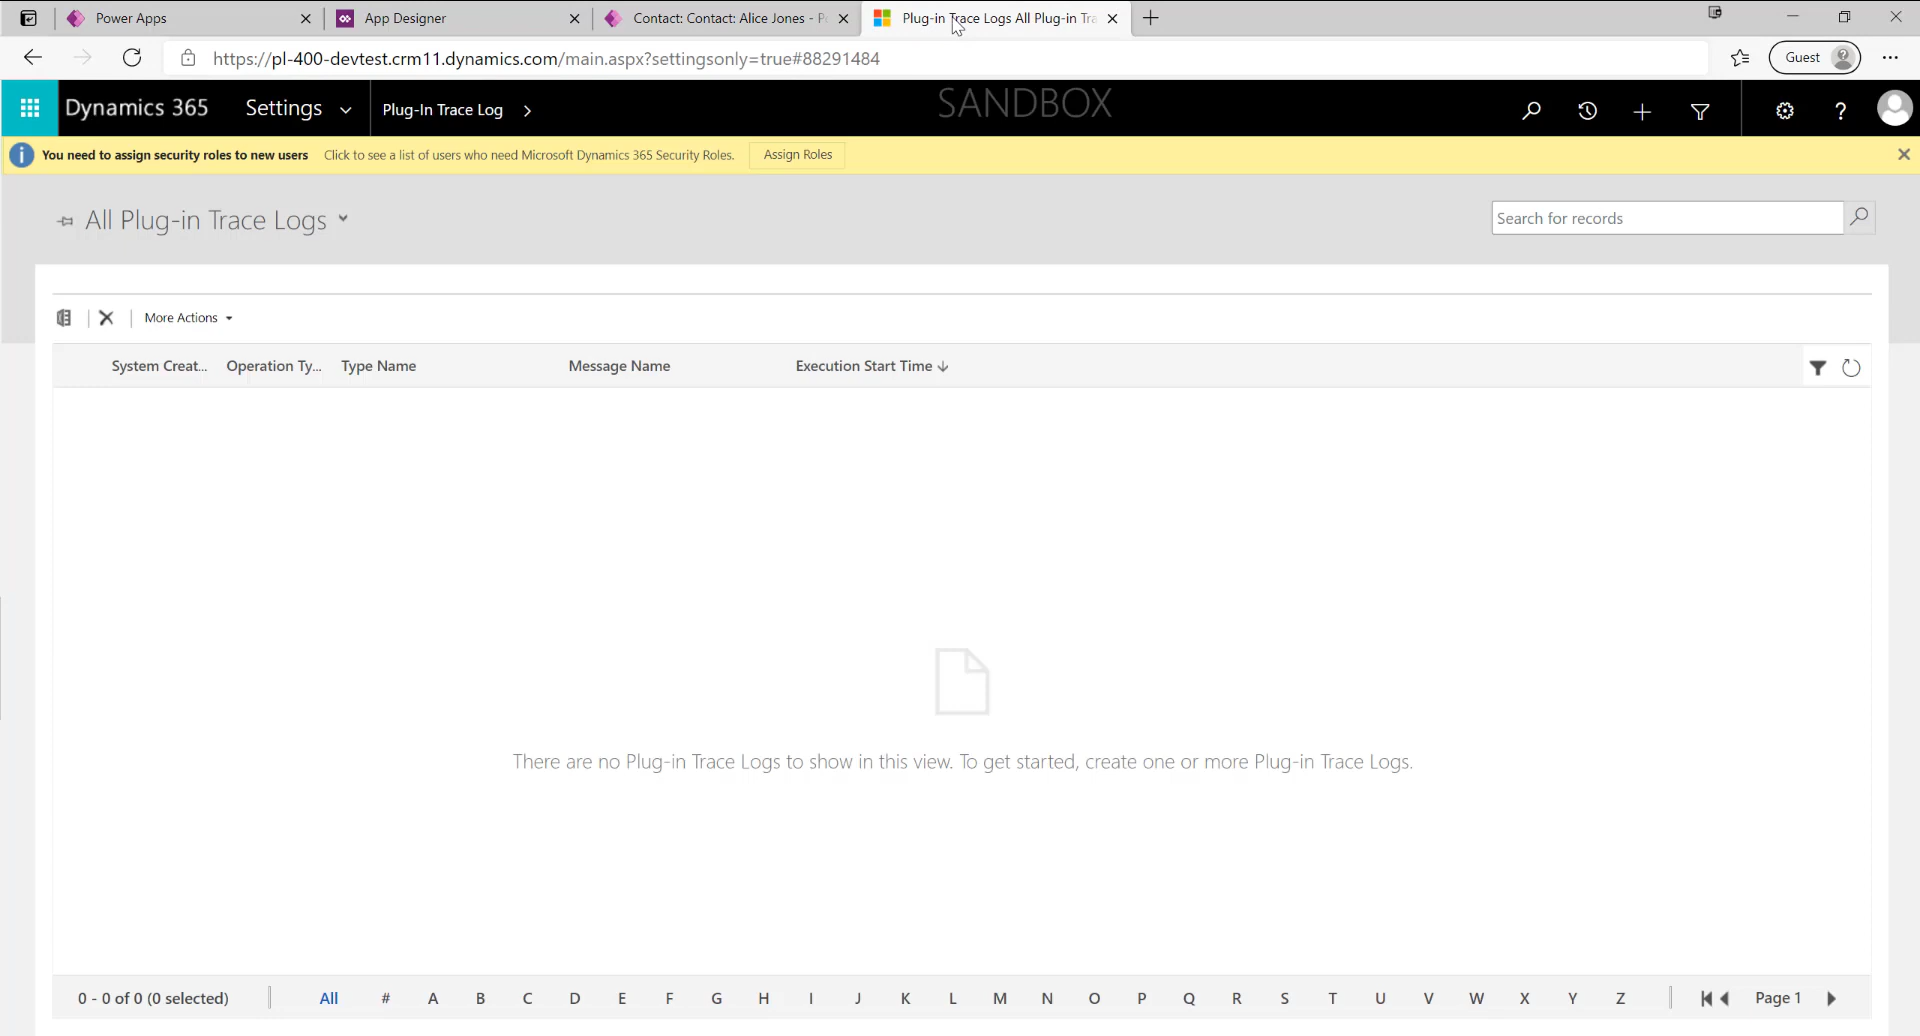 Power Apps
App Designer
Contact: Contact: Alice Jones - P
Plug-in Trace Logs All Plug-in Tra
https://pl-400-devtest.crm11.dynamics.com/main.aspx?settingsonly=true#88291484
Guest
Dynamics 365
Settings
Plug-In Trace Log
SANDBOX
You need to assign security roles to new users Click to see a list of users who need Microsoft Dynamics 365 Security Roles. Assign Roles
All Plug-in Trace Logs
Search for records
More Actions
System Creat... Operation Ty... Type Name Message Name Execution Start Time
There are no Plug-in Trace Logs to show in this view. To get started, create one or more Plug-in Trace Logs.
0 - 0 of 0 (0 selected) All # A B C D E F G H I J K L M N O P Q R S T U V W X Y Z Page 1